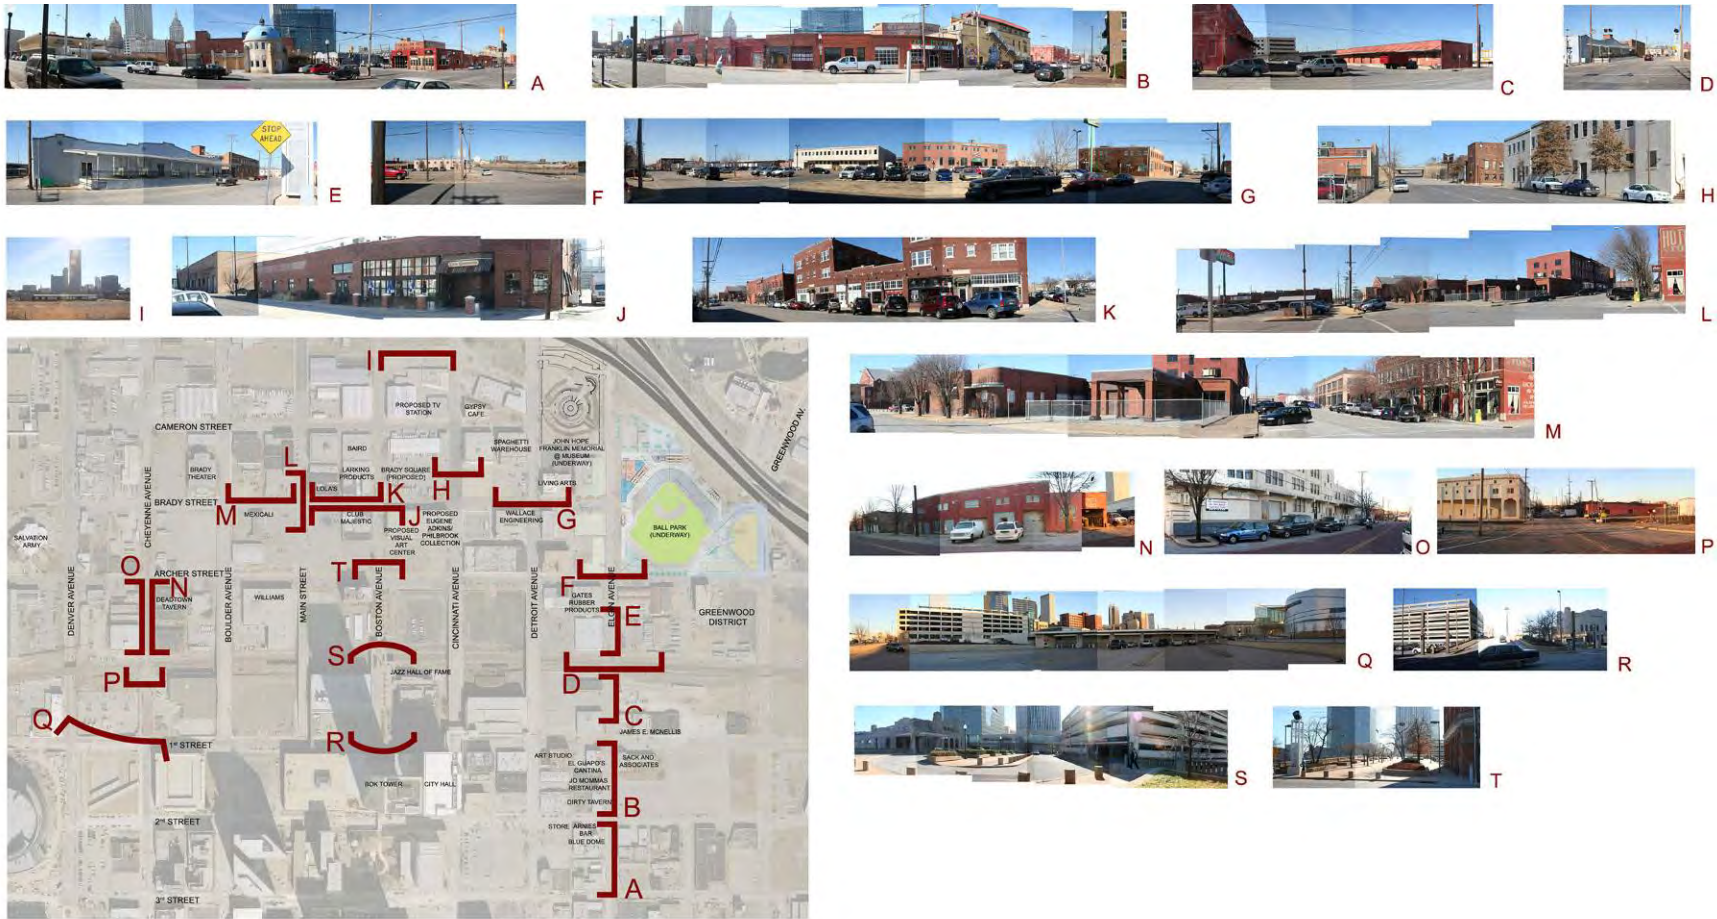 A
B
C
D
STOP
AHEAD
E
F
G
H
I
J
K
L
M
N
O
P
Q
R
S
T
I
PROPOSED TV
STATION
GYPSY
CAFE
CAMERON STREET
GREENWOOD AV.
BAIRD
SPAGHETTI
WAREHOUSE
JOHN HOPE
FRANKLIN MEMORIAL
@ MUSEUM
(UNDERWAY)
L
BRADY
THEATER
LARKING
PRODUCTS
BRADY SQUARE
(PROPOSED)
H
LIVING ARTS
LOLA'S
K
BRADY STREET
M
MEXICALI
CLUB
MAJESTIC
J
PROPOSED
VISUAL
ART
CENTER
PROPOSED
EUGENE
ADKINS/
PHILBROOK
COLLECTION
WALLACE
ENGINEERING
G
BALL PARK
(UNDERWAY)
SALVATION
ARMY
CHEYENNE AVENUE
O
ARCHER STREET
N
DEADTOWN
TAVERN
WILLIAMS
T
F
GATES
RUBBER
PRODUCTS
E
GREENWOOD
DISTRICT
DENVER AVENUE
BOULDER AVENUE
MAIN STREET
BOSTON AVENUE
CINCINNATI AVENUE
DETROIT AVENUE
ELGIN AVENUE
S
JAZZ HALL OF FAME
P
D
C
Q
1st STREET
R
JAMES E. MCNELLIS
ART STUDIO
SACK AND
ASSOCIATES
EL GUAPO'S
CANTINA
BOK TOWER
CITY HALL
JO MOMMAS
RESTAURANT
DIRTY TAVERN
B
2nd STREET
STORE
ARNIES
BAR
BLUE DOME
A
3rd STREET